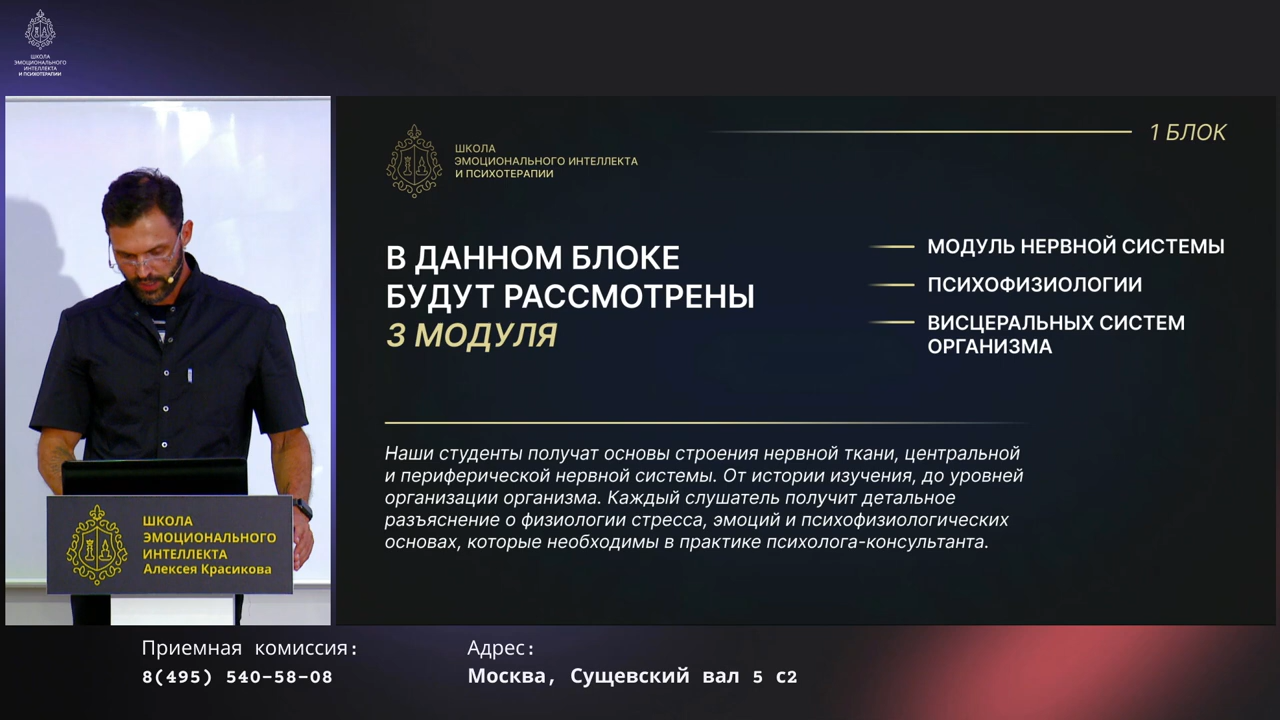 ШКОЛА
ЭМОЦИОНАЛЬНОГО
ИНТЕЛЛЕКТА
И ПСИХОТЕРАПИИ
1 БЛОК
ШКОЛА
ЭМОЦИОНАЛЬНОГО ИНТЕЛЛЕКТА
И ПСИХОТЕРАПИИ
В ДАННОМ БЛОКЕ
БУДУТ РАССМОТРЕНЫ
3 МОДУЛЯ
МОДУЛЬ НЕРВНОЙ СИСТЕМЫ
ПСИХОФИЗИОЛОГИИ
ВИСЦЕРАЛЬНЫХ СИСТЕМ
ОРГАНИЗМА
Наши студенты получат основы строения нервной ткани, центральной
и периферической нервной системы. От истории изучения, до уровней
организации организма. Каждый слушатель получит детальное
разъяснение о физиологии стресса, эмоций и психофизиологических
основах, которые необходимы в практике психолога-консультанта.
ШКОЛА
ЭМОЦИОНАЛЬНОГО
ИНТЕЛЛЕКТА
Алексея Красикова
Приемная комиссия:
8(495) 540-58-08
Адрес:
Москва, Сущевский вал 5 с2